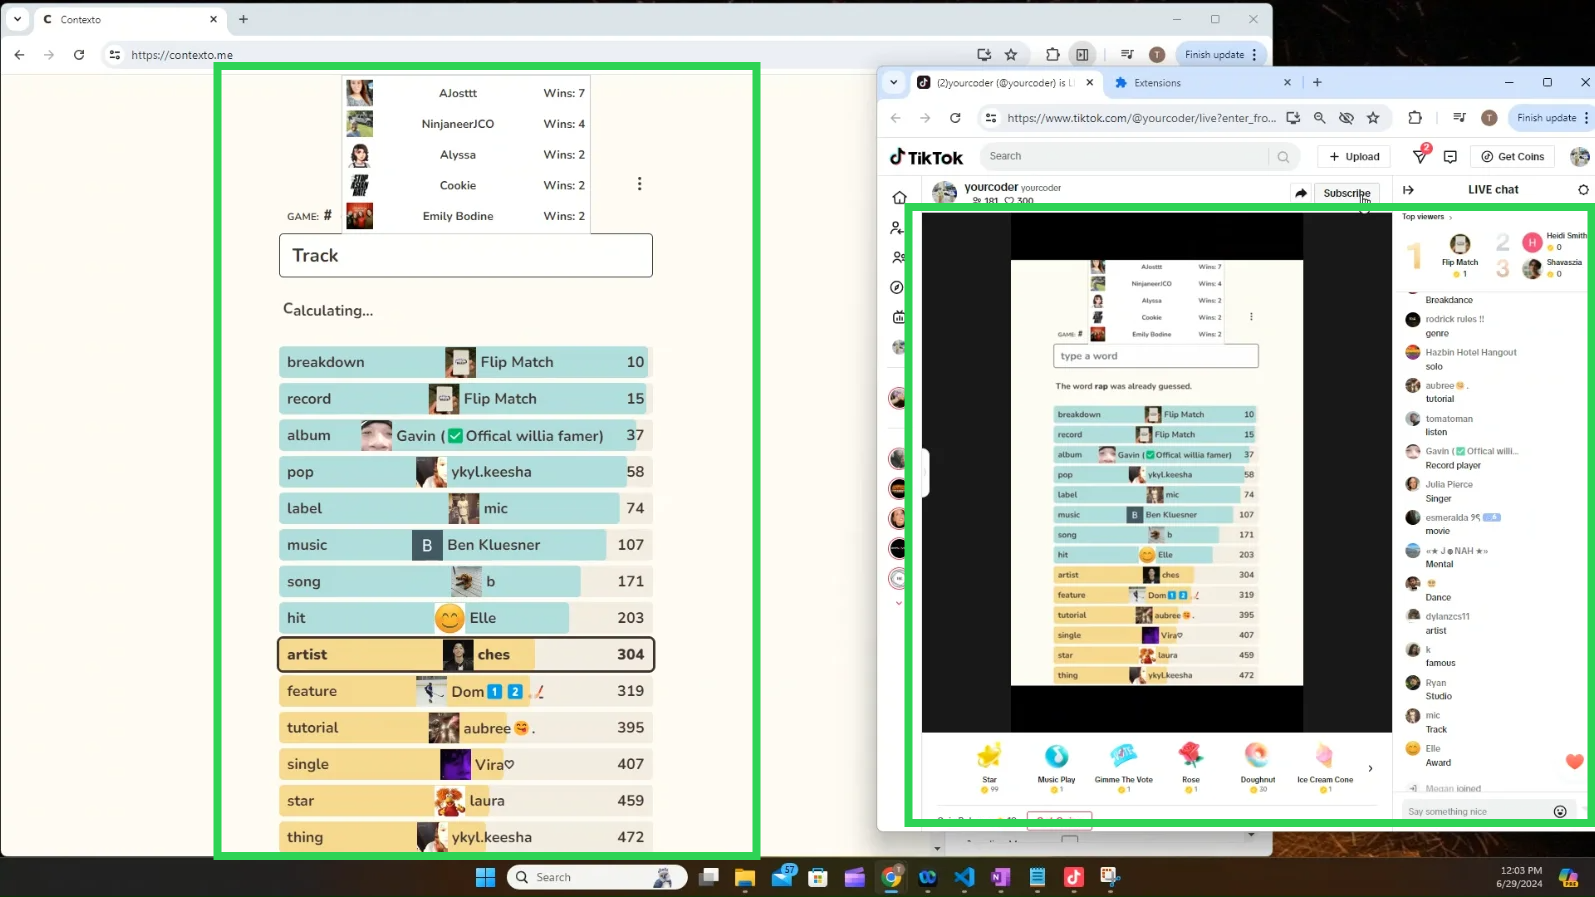 Contexto
https://contexto.me
Finish update
AJosttt Wins: 7
NinjaneerJCO Wins: 4
Alyssa Wins: 2
Cookie Wins: 2
GAME: # Emily Bodine Wins: 2
Track
Calculating...
breakdown Flip Match 10
record Flip Match 15
album Gavin (✅Offical willia famer) 37
pop ykyl.keesha 58
label mic 74
music B Ben Kluesner 107
song b 171
hit 😊 Elle 203
artist ches 304
feature Dom1️⃣2️⃣🏒 319
tutorial aubree😋. 395
single Vira♡ 407
star laura 459
thing ykyl.keesha 472
(2)yourcoder (@yourcoder) is L
Extensions
https://www.tiktok.com/@yourcoder/live?enter_fro...
T
Finish update
TikTok
Search
+ Upload
2
Get Coins
yourcoder yourcoder
181 300
Subscribe
LIVE chat
AJosttt Wins: 7
NinjaneerJCO Wins: 4
Alyssa Wins: 2
Cookie Wins: 2
GAME: # Emily Bodine Wins: 2
type a word
The word rap was already guessed.
breakdown Flip Match 10
record Flip Match 15
album Gavin (✅Offical willia famer) 37
pop ykyl.keesha 58
label mic 74
music B Ben Kluesner 107
song b 171
hit 😊 Elle 203
artist ches 304
feature Dom1️⃣2️⃣🏒 319
tutorial aubree😋. 395
single Vira♡ 407
star laura 459
thing ykyl.keesha 472
Star
99
Music Play
1
Gimme The Vote
1
Rose
1
Doughnut
30
Ice Cream Cone
1
Top viewers
1 Flip Match 1
2 H Heidi Smith 0
3 Shavaszia 0
Breakdance
rodrick rules !!
genre
Hazbin Hotel Hangout
solo
aubree😋.
tutorial
tomatoman
listen
Gavin (✅Offical willi...
Record player
Julia Pierce
Singer
esmeralda
movie
«★ J☻NAH ★»
Mental
Dance
dylanzcs11
artist
k
famous
Ryan
Studio
mic
Track
Elle
Award
Megan joined
Say something nice
Search
57
12:03 PM
6/29/2024